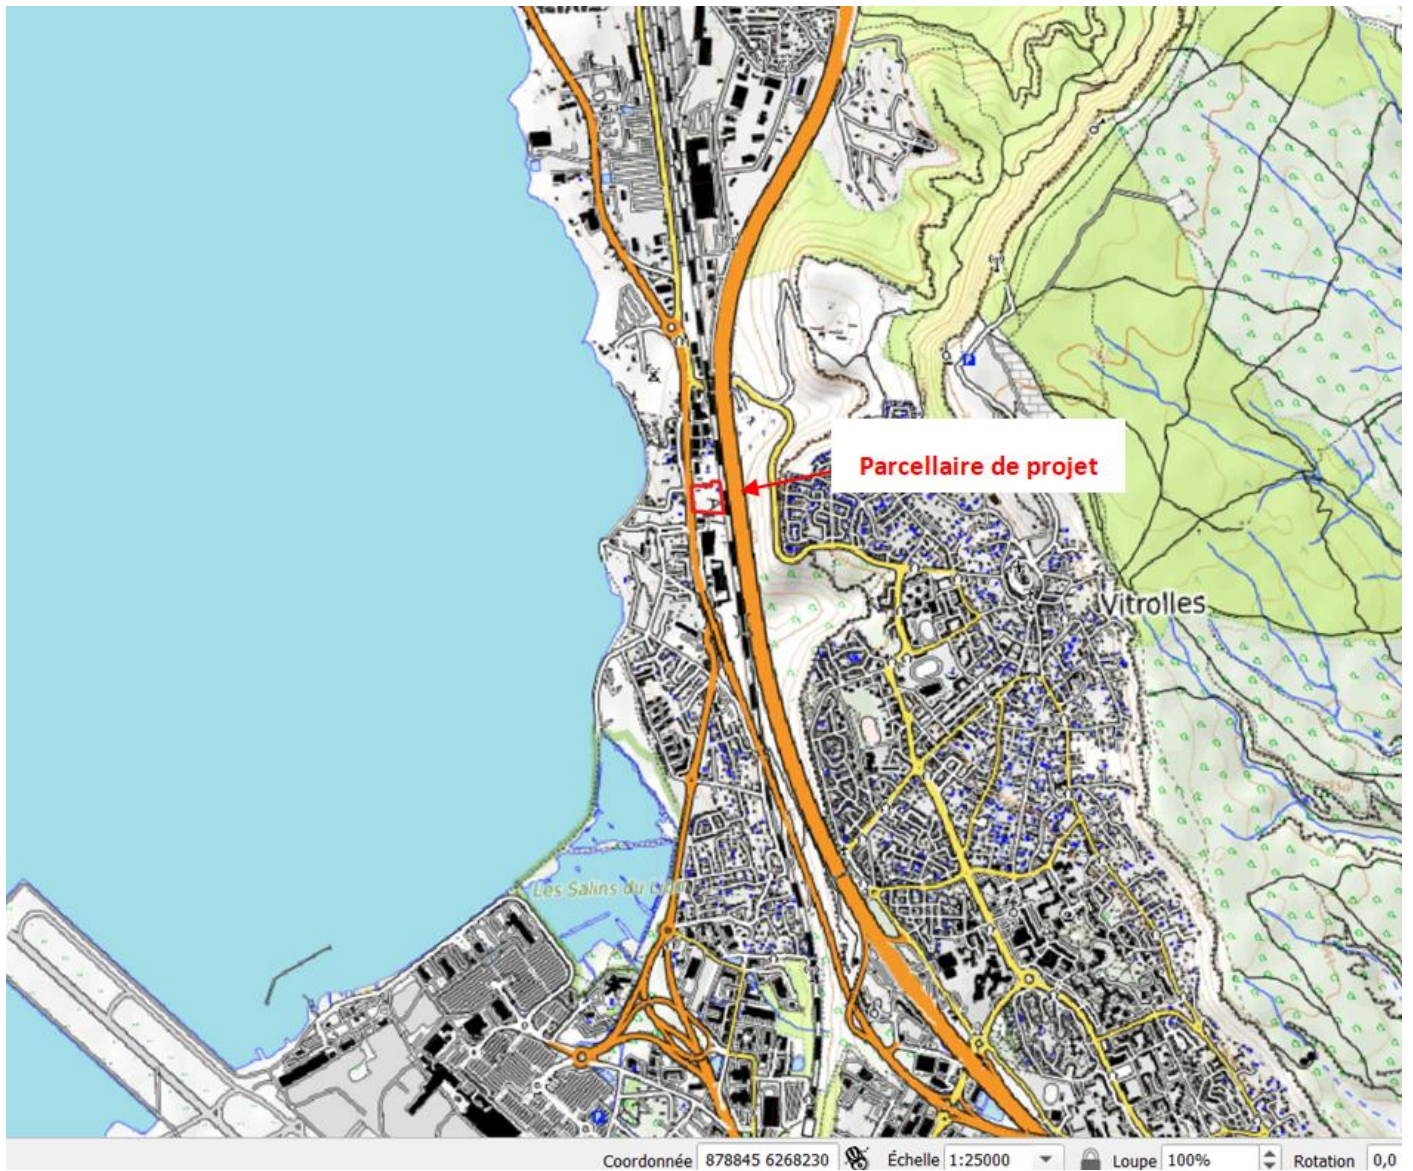 Parcellaire de projet
Vitrolles
Les Salins du Lion
P
P
Coordonnée 878845 6268230 Échelle 1:25000 Loupe 100% Rotation 0,0